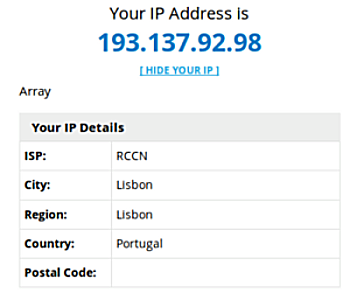 Your IP Address is
193.137.92.98
[ HIDE YOUR IP ]
Array
Your IP Details
ISP: RCCN
City: Lisbon
Region: Lisbon
Country: Portugal
Postal Code: